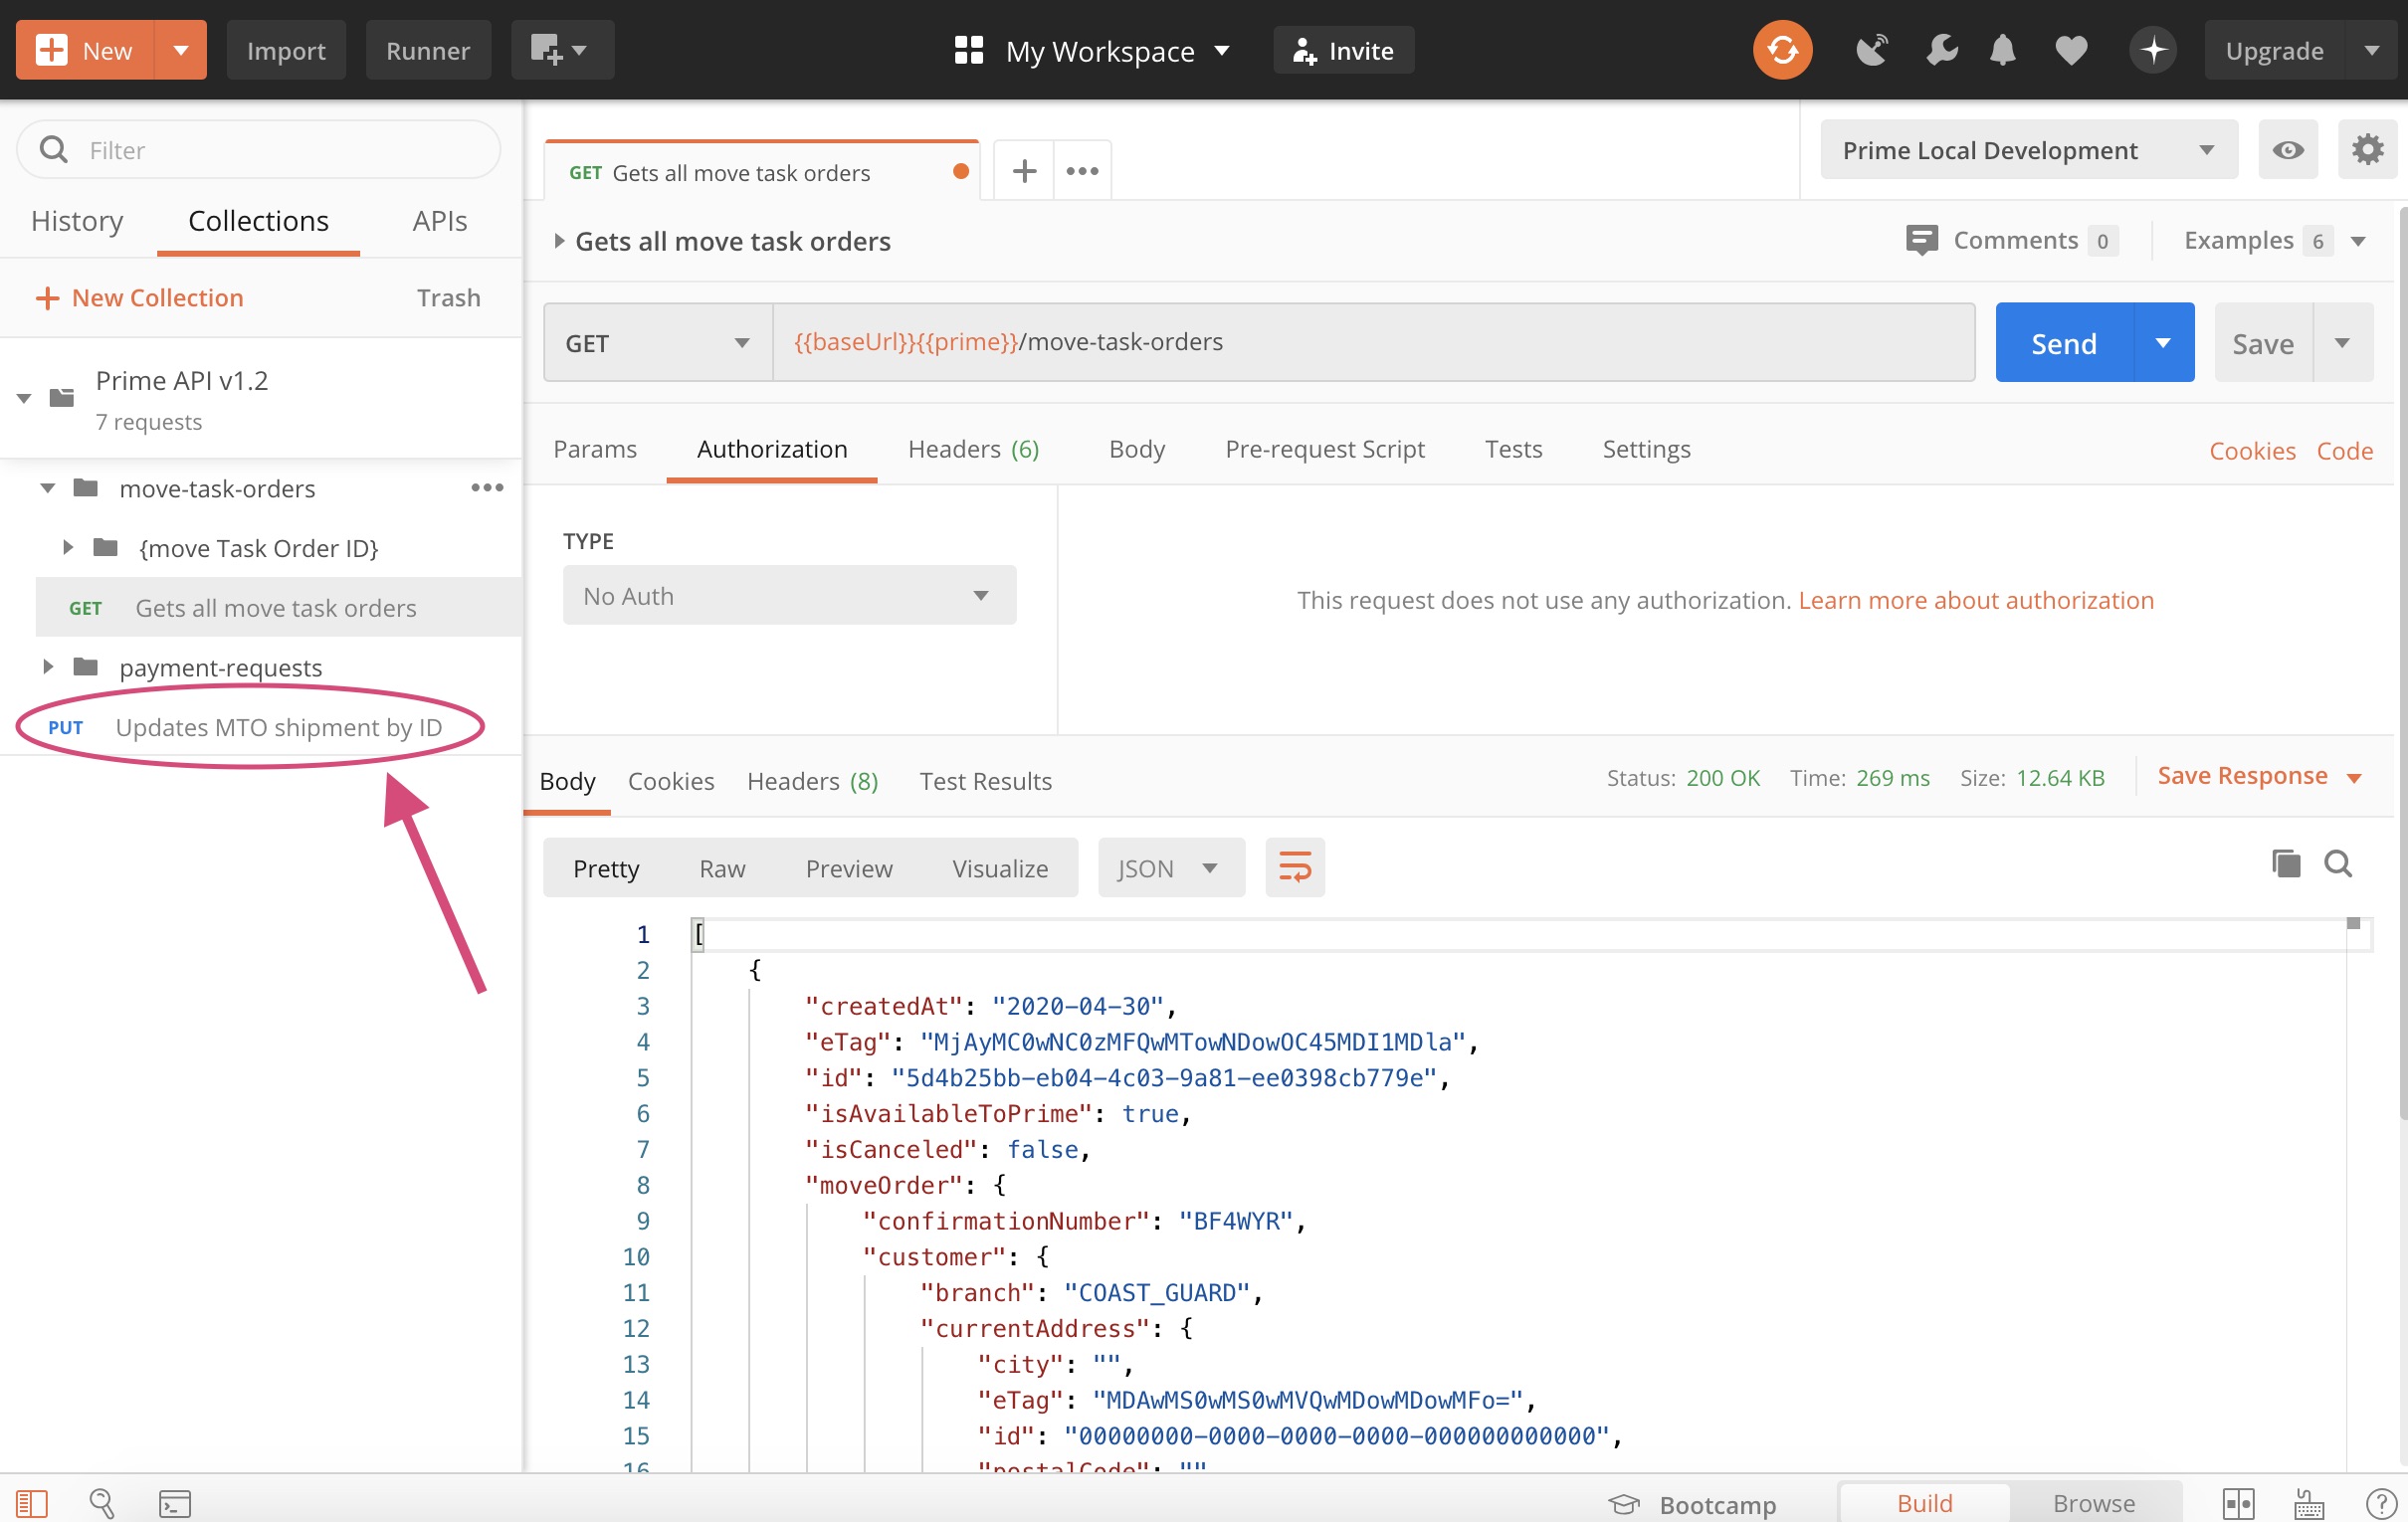 New
Import
Runner
My Workspace
Invite
Upgrade
Filter
History Collections APIs
New Collection Trash
Prime API v1.2
7 requests
move-task-orders
{move Task Order ID}
GET Gets all move task orders
payment-requests
PUT Updates MTO shipment by ID
GET Gets all move task orders
Prime Local Development
Gets all move task orders
Comments 0 Examples 6
GET {{baseUrl}}{{prime}}/move-task-orders Send Save
Params Authorization Headers (6) Body Pre-request Script Tests Settings Cookies Code
TYPE
No Auth
This request does not use any authorization. Learn more about authorization
Body Cookies Headers (8) Test Results Status: 200 OK Time: 269 ms Size: 12.64 KB Save Response
Pretty Raw Preview Visualize JSON
1 [
2 {
3 "createdAt": "2020-04-30",
4 "eTag": "MjAyMC0wNC0zMFQwMTowNDowOC45MDI1MDla",
5 "id": "5d4b25bb-eb04-4c03-9a81-ee0398cb779e",
6 "isAvailableToPrime": true,
7 "isCanceled": false,
8 "moveOrder": {
9 "confirmationNumber": "BF4WYR",
10 "customer": {
11 "branch": "COAST_GUARD",
12 "currentAddress": {
13 "city": "",
14 "eTag": "MDAwMS0wMS0wMVQwMDowMDowMFo=",
15 "id": "00000000-0000-0000-0000-000000000000",
16 "postalCode": ""
Bootcamp Build Browse